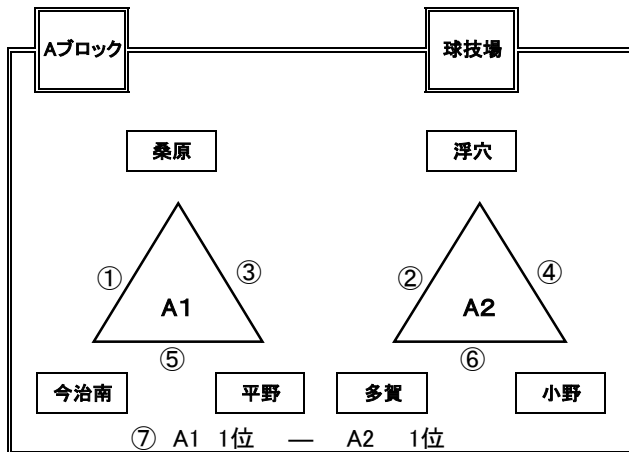 Aブロック 球技場
桑原 浮穴
① ③ ② ④
A1 A2
⑤ ⑥
今治南 平野 多賀 小野
⑦ A1 1位 ― A2 1位